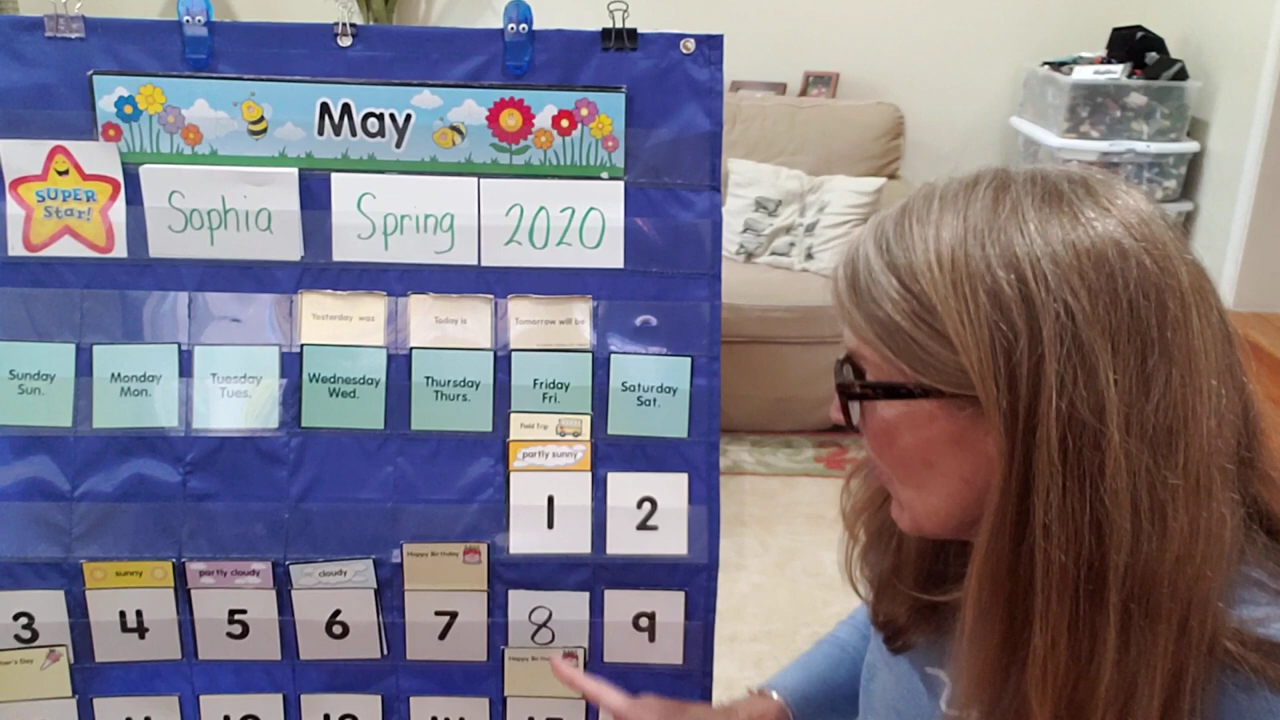 May
SUPER
Star!
Sophia
Spring
2020
Yesterday was
Today is
Tomorrow will be
Sunday
Sun.
Monday
Mon.
Tuesday
Tues.
Wednesday
Wed.
Thursday
Thurs.
Friday
Fri.
Saturday
Sat.
Field Trip
partly sunny
1
2
sunny
partly cloudy
cloudy
Happy Birthday
3
4
5
6
7
8
9
Day
Happy